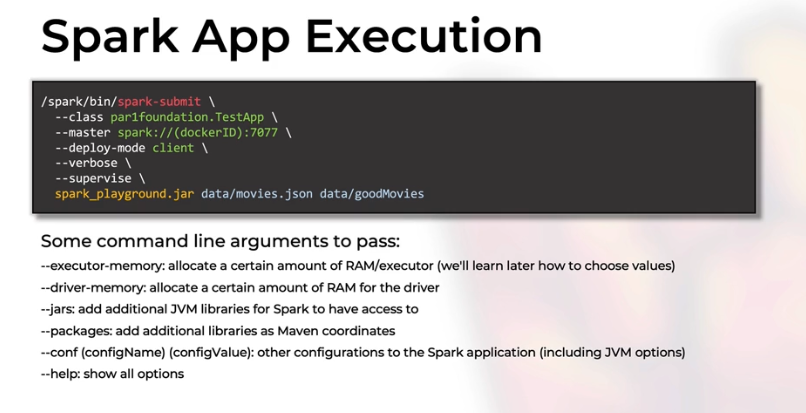 Spark App Execution
/spark/bin/spark-submit \
--class par1foundation.TestApp \
--master spark://(dockerID):7077 \
--deploy-mode client \
--verbose \
--supervise \
spark_playground.jar data/movies.json data/goodMovies
Some command line arguments to pass:
--executor-memory: allocate a certain amount of RAM/executor (we'll learn later how to choose values)
--driver-memory: allocate a certain amount of RAM for the driver
--jars: add additional JVM libraries for Spark to have access to
--packages: add additional libraries as Maven coordinates
--conf (configName) (configValue): other configurations to the Spark application (including JVM options)
--help: show all options